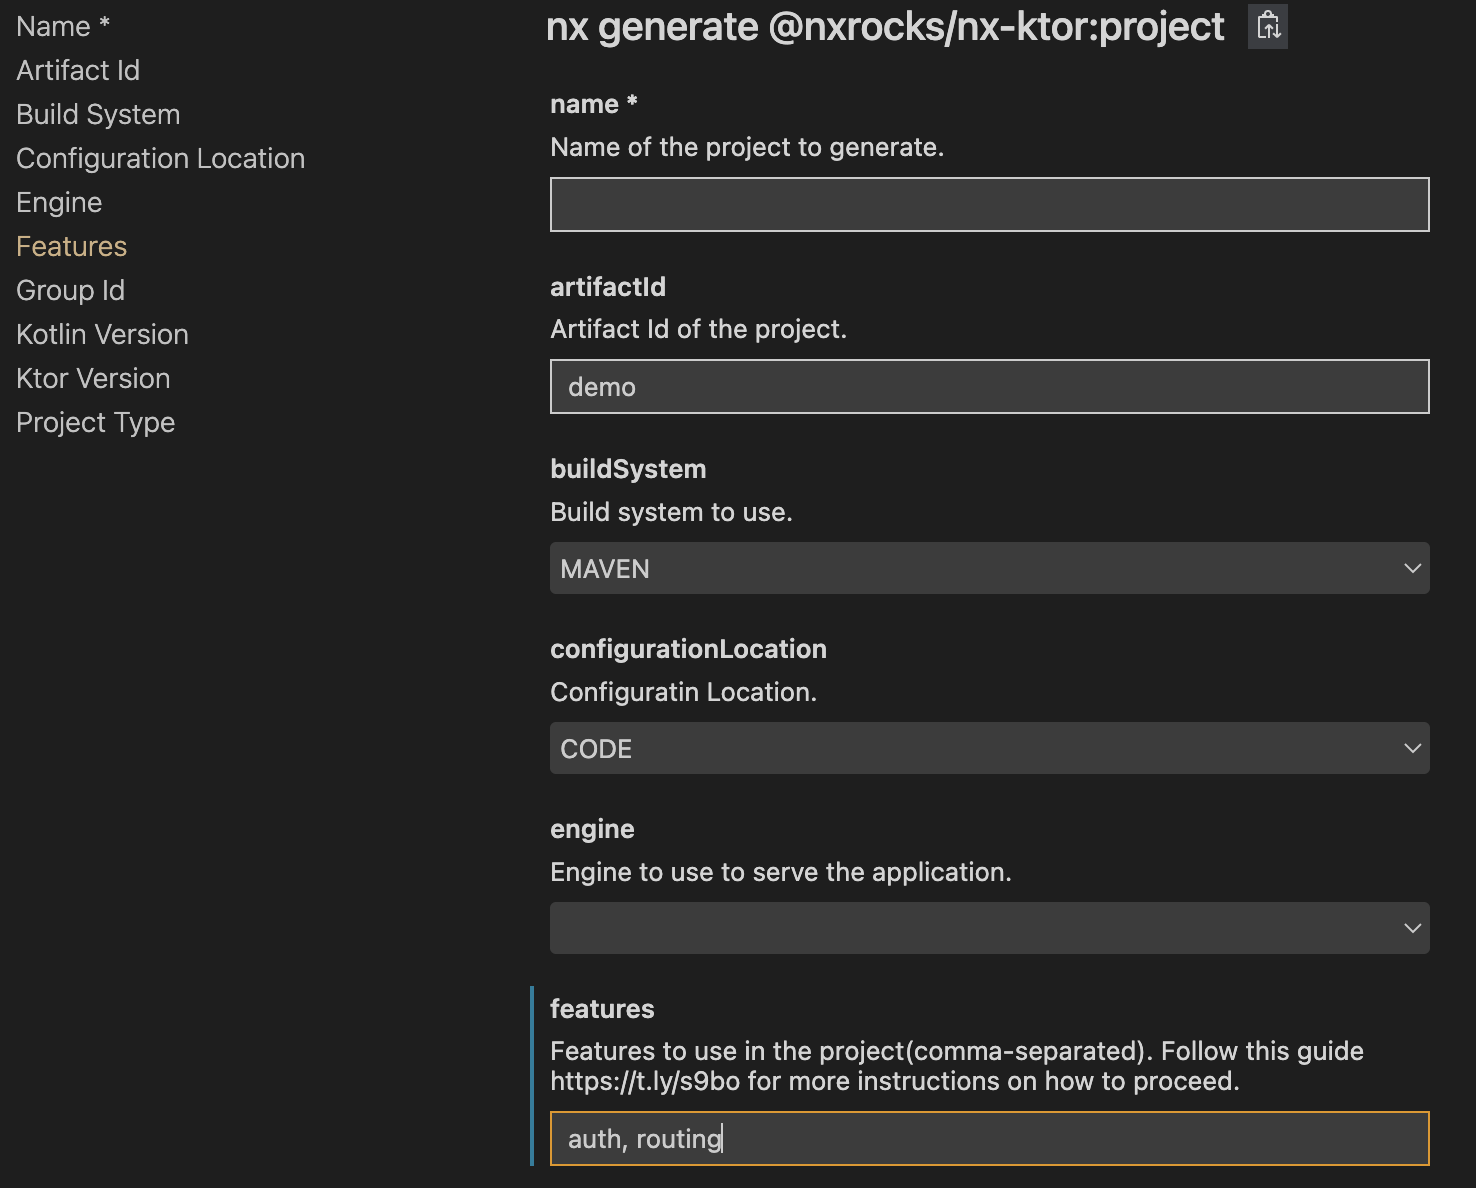 Name *
Artifact Id
Build System
Configuration Location
Engine
Features
Group Id
Kotlin Version
Ktor Version
Project Type
nx generate @nxrocks/nx-ktor:project
name *
Name of the project to generate.
artifactId
Artifact Id of the project.
demo
buildSystem
Build system to use.
MAVEN
configurationLocation
Configuratin Location.
CODE
engine
Engine to use to serve the application.
features
Features to use in the project(comma-separated). Follow this guide
https://t.ly/s9bo for more instructions on how to proceed.
auth, routing